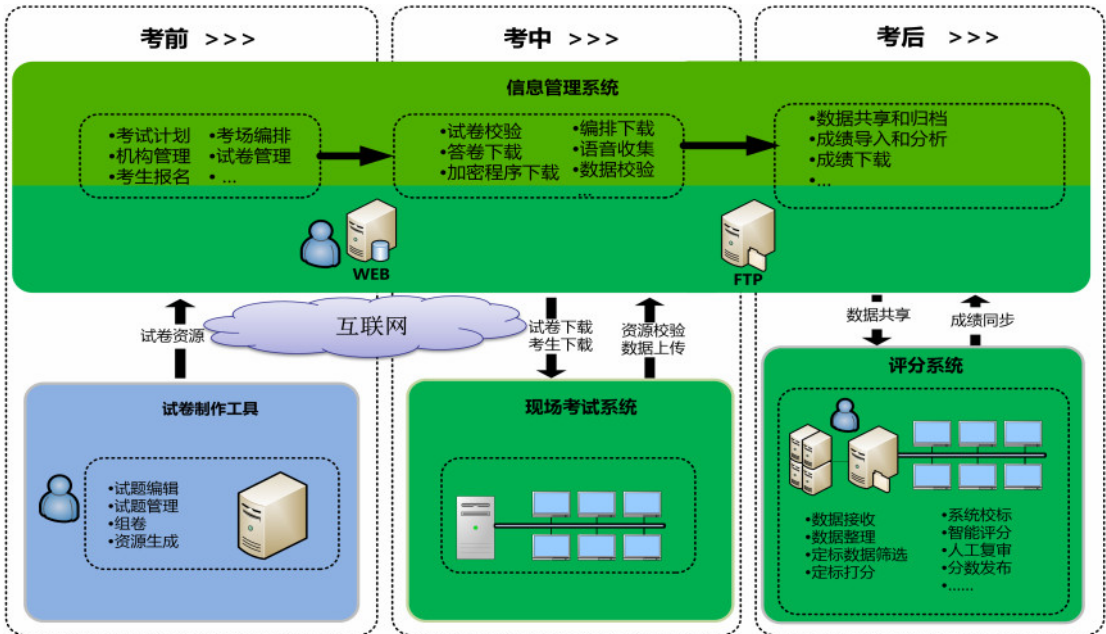 考前 >>>
考中 >>>
考后 >>>
信息管理系统
•考试计划
•机构管理
•考生报名
•考场编排
•试卷管理
• ...
•试卷校验
•答卷下载
•加密程序下载
•编排下载
•语音收集
•数据校验
...
•数据共享和归档
•成绩导入和分析
•成绩下载
•...
WEB
FTP
试卷资源
互联网
试卷下载
考生下载
资源校验
数据上传
数据共享
成绩同步
试卷制作工具
•试题编辑
•试题管理
•组卷
•资源生成
现场考试系统
评分系统
•数据接收
•数据整理
•定标数据筛选
•定标打分
•系统校标
•智能评分
•人工复审
•分数发布
•......